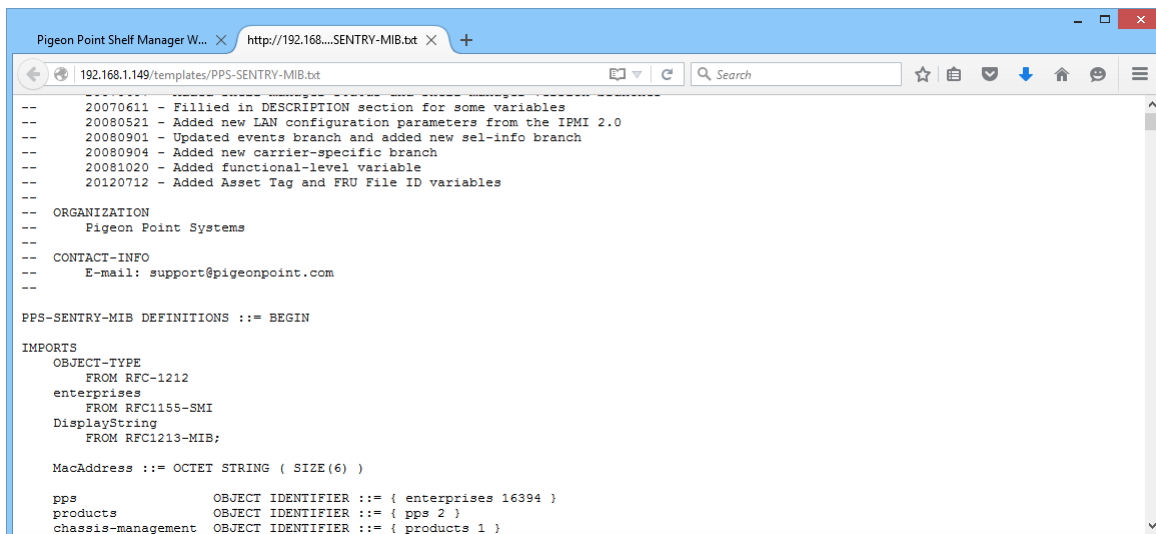 Pigeon Point Shelf Manager W... × http://192.168....SENTRY-MIB.txt × +
192.168.1.149/templates/PPS-SENTRY-MIB.txt Search
-- 20070611 - Fillied in DESCRIPTION section for some variables
-- 20080521 - Added new LAN configuration parameters from the IPMI 2.0
-- 20080901 - Updated events branch and added new sel-info branch
-- 20080904 - Added new carrier-specific branch
-- 20081020 - Added functional-level variable
-- 20120712 - Added Asset Tag and FRU File ID variables
--
-- ORGANIZATION
-- Pigeon Point Systems
--
-- CONTACT-INFO
-- E-mail: support@pigeonpoint.com
--
PPS-SENTRY-MIB DEFINITIONS ::= BEGIN
IMPORTS
OBJECT-TYPE
FROM RFC-1212
enterprises
FROM RFC1155-SMI
DisplayString
FROM RFC1213-MIB;
MacAddress ::= OCTET STRING ( SIZE(6) )
pps OBJECT IDENTIFIER ::= { enterprises 16394 }
products OBJECT IDENTIFIER ::= { pps 2 }
chassis-management OBJECT IDENTIFIER ::= { products 1 }